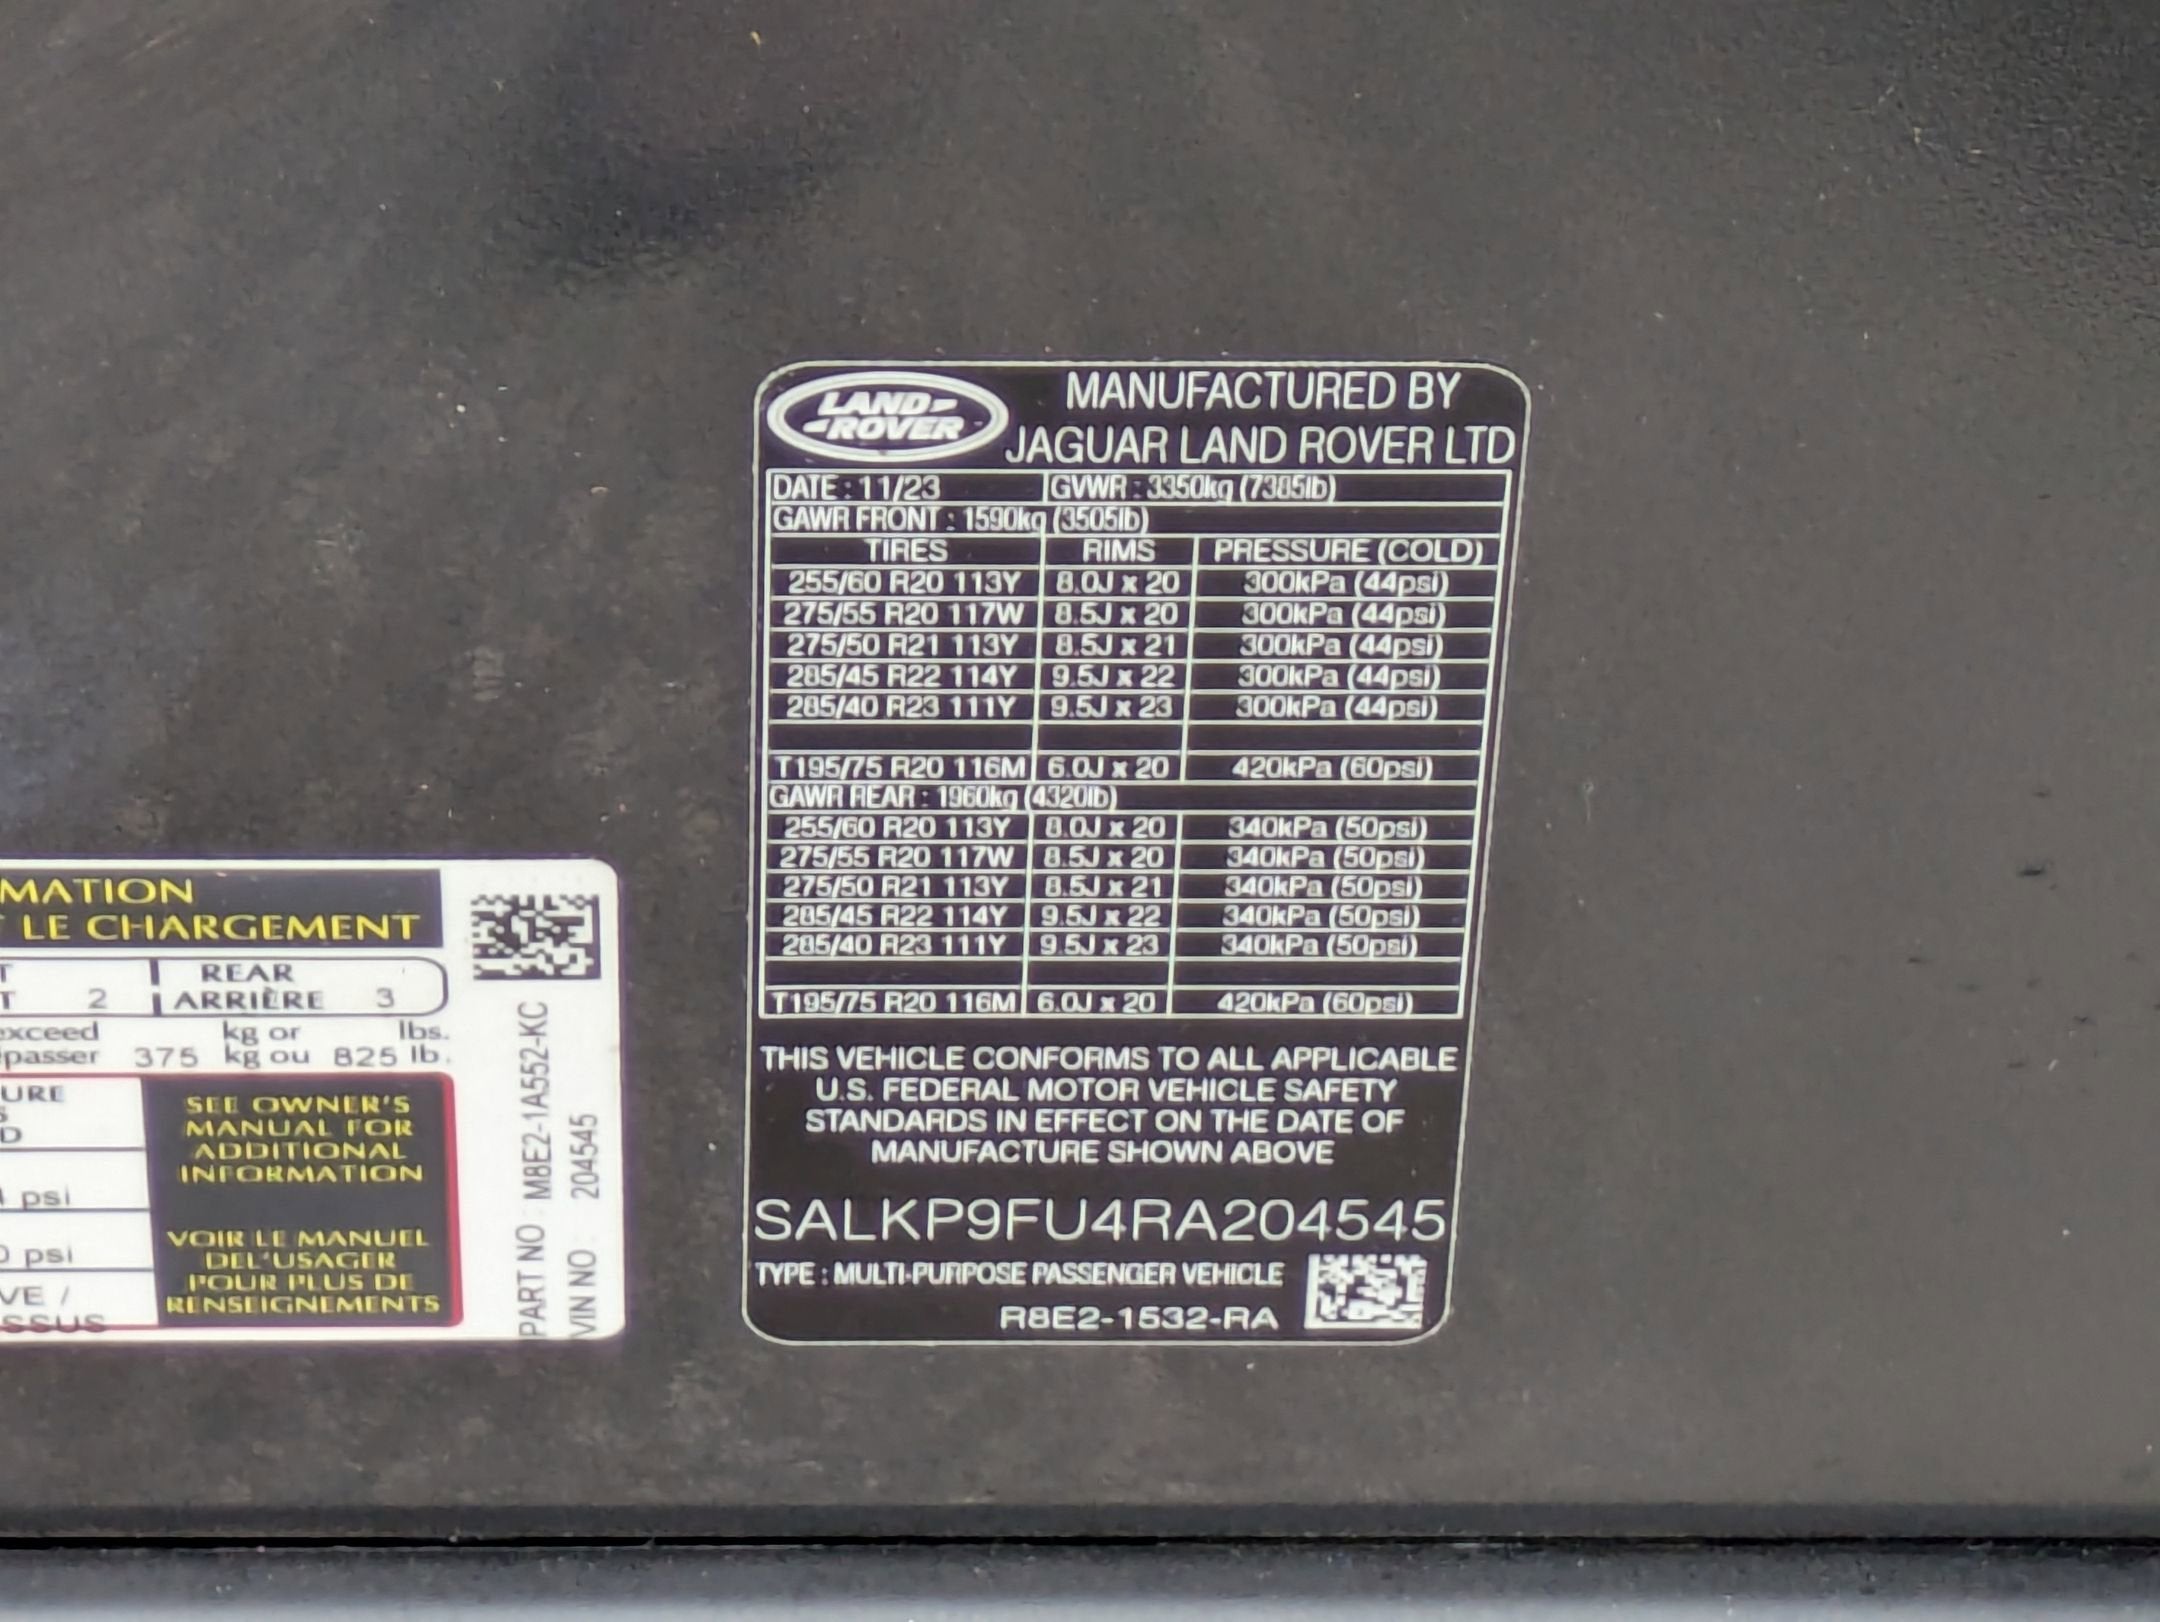 MATION
LE CHARGEMENT
REAR
2 ARRIÈRE 3
exceed kg or lbs.
passer 375 kg ou 825 lb.
URE
D
psi
psi
VE /
SSUS
SEE OWNER'S
MANUAL FOR
ADDITIONAL
INFORMATION
VOIR LE MANUEL
DEL'USAGER
POUR PLUS DE
RENSEIGNEMENTS
PART NO : M8E2-1A552-KC
VIN NO : 204545
LAND-
-ROVER
MANUFACTURED BY
JAGUAR LAND ROVER LTD
DATE : 11/23 GVWR : 3350kg (7385lb)
GAWR FRONT : 1590kg (3505lb)
TIRES RIMS PRESSURE (COLD)
255/60 R20 113Y 8.0J x 20 300kPa (44psi)
275/55 R20 117W 8.5J x 20 300kPa (44psi)
275/50 R21 113Y 8.5J x 21 300kPa (44psi)
285/45 R22 114Y 9.5J x 22 300kPa (44psi)
285/40 R23 111Y 9.5J x 23 300kPa (44psi)
T195/75 R20 116M 6.0J x 20 420kPa (60psi)
GAWR REAR : 1960kg (4320lb)
255/60 R20 113Y 8.0J x 20 340kPa (50psi)
275/55 R20 117W 8.5J x 20 340kPa (50psi)
275/50 R21 113Y 8.5J x 21 340kPa (50psi)
285/45 R22 114Y 9.5J x 22 340kPa (50psi)
285/40 R23 111Y 9.5J x 23 340kPa (50psi)
T195/75 R20 116M 6.0J x 20 420kPa (60psi)
THIS VEHICLE CONFORMS TO ALL APPLICABLE
U.S. FEDERAL MOTOR VEHICLE SAFETY
STANDARDS IN EFFECT ON THE DATE OF
MANUFACTURE SHOWN ABOVE
SALKP9FU4RA204545
TYPE : MULTI-PURPOSE PASSENGER VEHICLE
R8E2-1532-RA